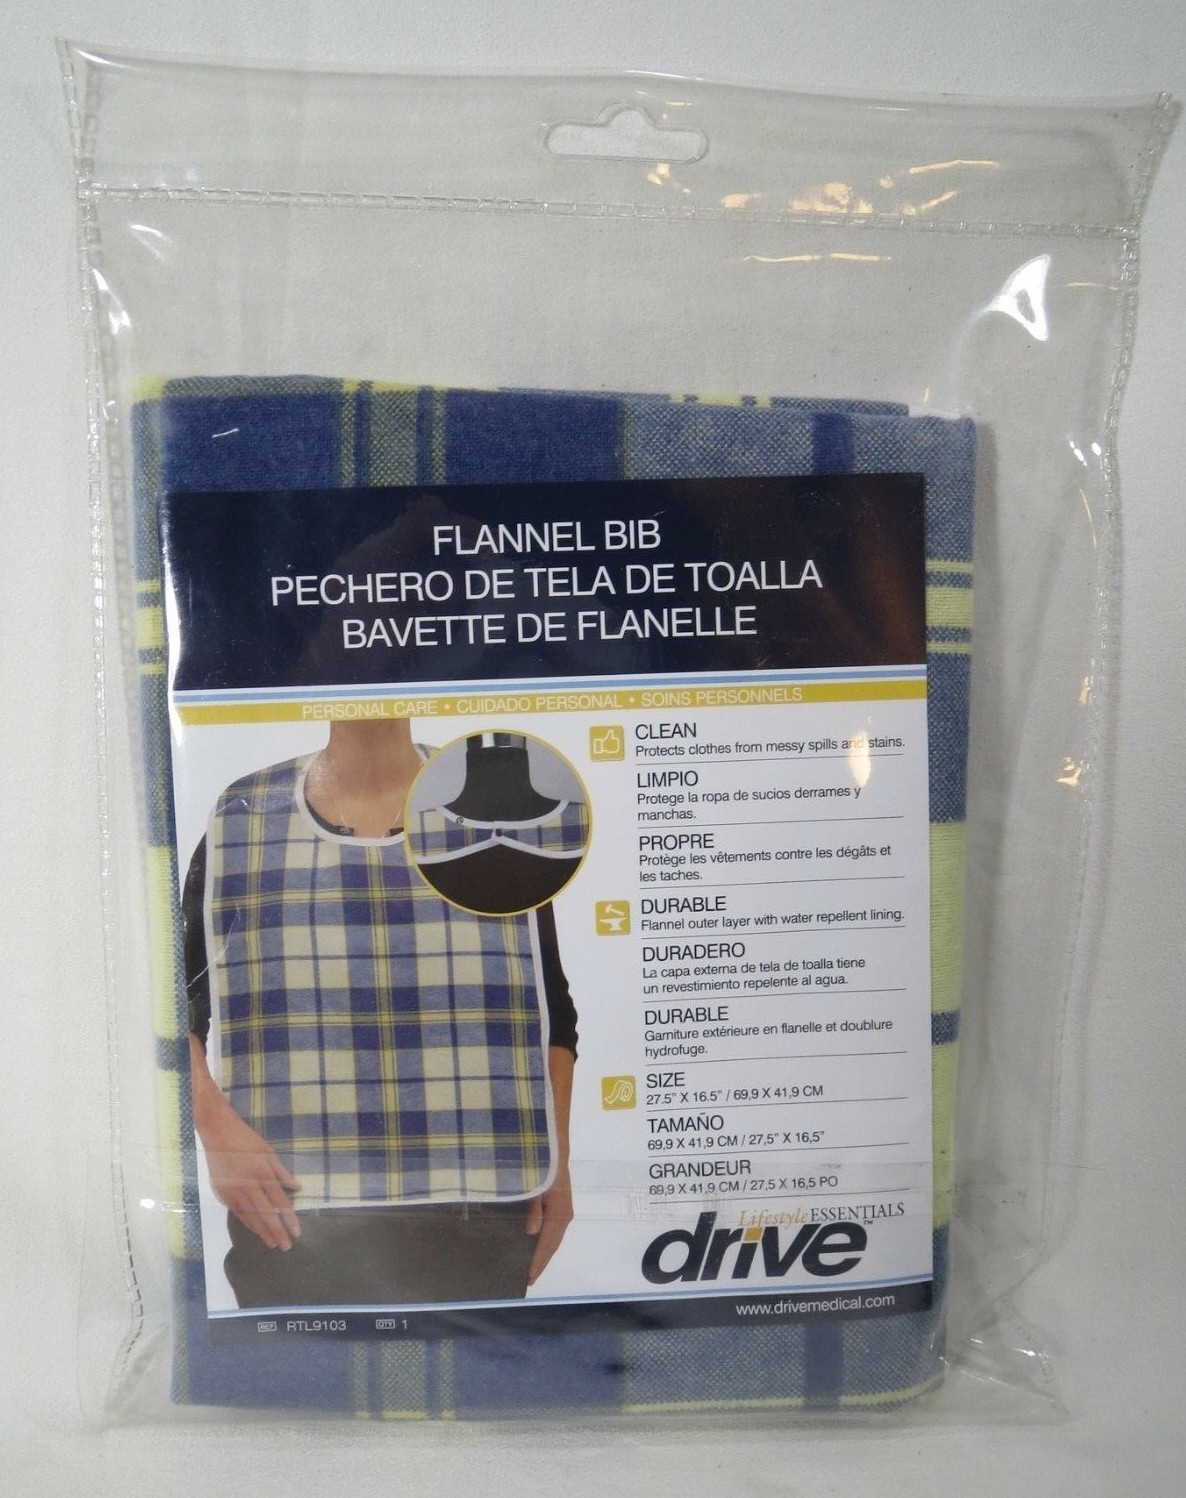 FLANNEL BIB
PECHERO DE TELA DE TOALLA
BAVETTE DE FLANELLE
PERSONAL CARE • CUIDADO PERSONAL • SOINS PERSONNELS
CLEAN
Protects clothes from messy spills and stains.
LIMPIO
Protege la ropa de sucios derrames y
manchas.
PROPRE
Protège les vêtements contre les dégâts et
les taches.
DURABLE
Flannel outer layer with water repellent lining.
DURADERO
La capa externa de tela de toalla tiene
un revestimiento repelente al agua.
DURABLE
Garniture extérieure en flanelle et doublure
hydrofuge.
SIZE
27.5" X 16.5" / 69,9 X 41,9 CM
TAMAÑO
69,9 X 41,9 CM / 27,5" X 16,5"
GRANDEUR
69,9 X 41,9 CM / 27,5 X 16,5 PO
Lifestyle ESSENTIALS
drive™
www.drivemedical.com
REF RTL9103 QTY 1